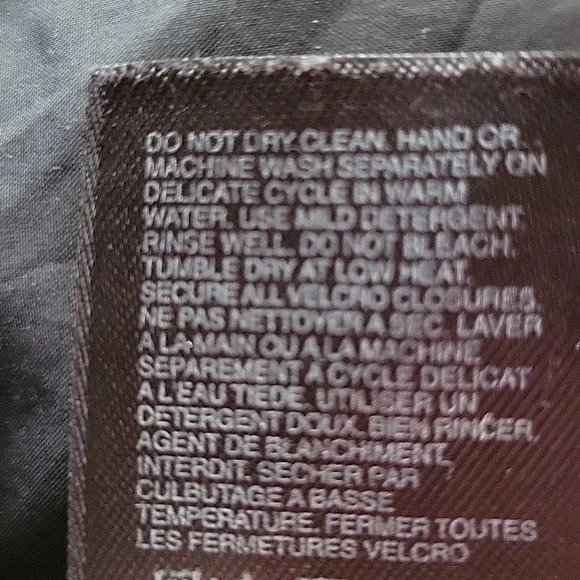 DO NOT DRY CLEAN. HAND OR
MACHINE WASH SEPARATELY ON
DELICATE CYCLE IN WARM
WATER. USE MILD DETERGENT.
RINSE WELL. DO NOT BLEACH.
TUMBLE DRY AT LOW HEAT.
SECURE ALL VELCRO CLOSURES.
NE PAS NETTOYER A SEC. LAVER
A LA MAIN OU A LA MACHINE
SEPAREMENT A CYCLE DELICAT
A L'EAU TIEDE. UTILISER UN
DETERGENT DOUX. BIEN RINCER.
AGENT DE BLANCHIMENT
INTERDIT. SECHER PAR
CULBUTAGE A BASSE
TEMPERATURE. FERMER TOUTES
LES FERMETURES VELCRO